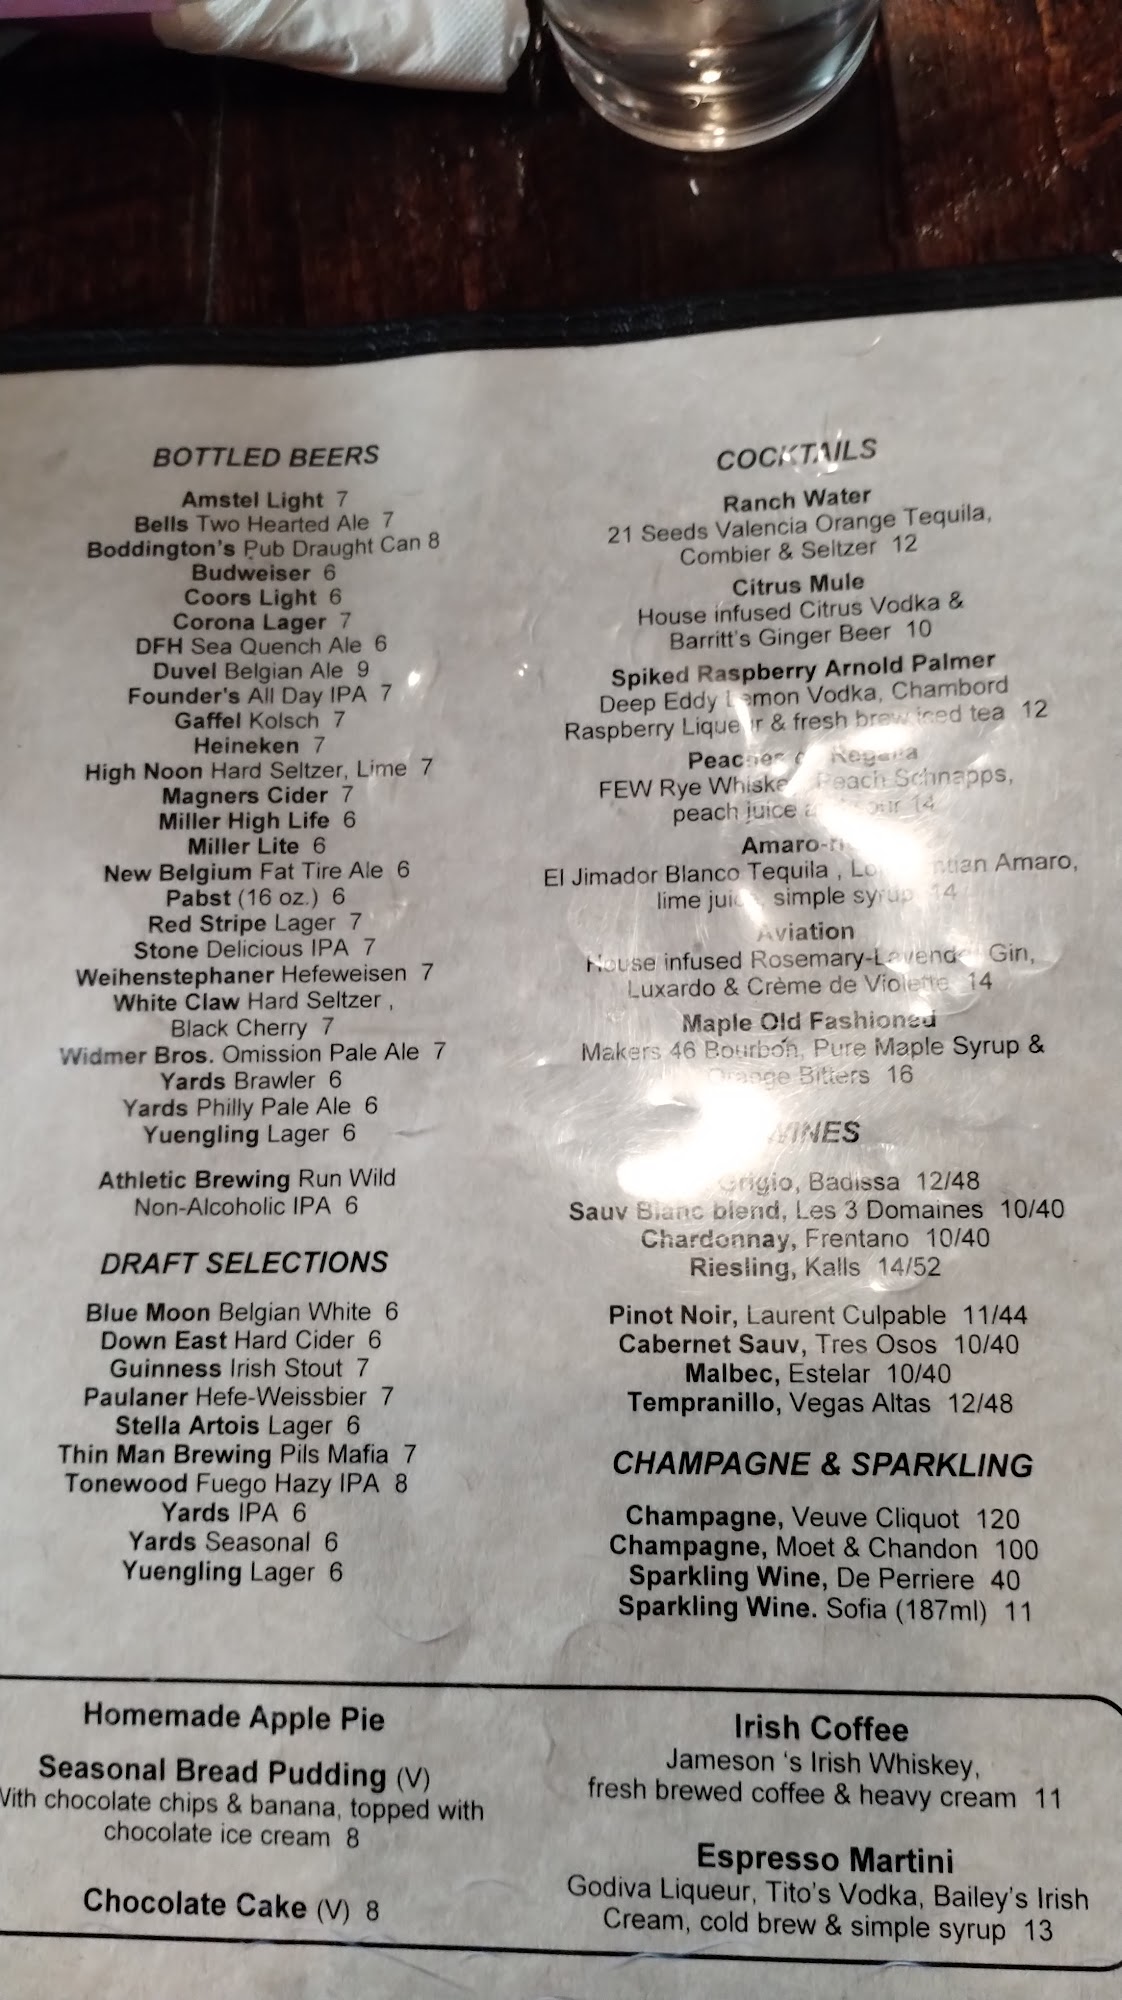 BOTTLED BEERS
Amstel Light 7
Bells Two Hearted Ale 7
Boddington's Pub Draught Can 8
Budweiser 6
Coors Light 6
Corona Lager 7
DFH Sea Quench Ale 6
Duvel Belgian Ale 9
Founder's All Day IPA 7
Gaffel Kolsch 7
Heineken 7
High Noon Hard Seltzer, Lime 7
Magners Cider 7
Miller High Life 6
Miller Lite 6
New Belgium Fat Tire Ale 6
Pabst (16 oz.) 6
Red Stripe Lager 7
Stone Delicious IPA 7
Weihenstephaner Hefeweisen 7
White Claw Hard Seltzer ,
Black Cherry 7
Widmer Bros. Omission Pale Ale 7
Yards Brawler 6
Yards Philly Pale Ale 6
Yuengling Lager 6
Athletic Brewing Run Wild
Non-Alcoholic IPA 6
DRAFT SELECTIONS
Blue Moon Belgian White 6
Down East Hard Cider 6
Guinness Irish Stout 7
Paulaner Hefe-Weissbier 7
Stella Artois Lager 6
Thin Man Brewing Pils Mafia 7
Tonewood Fuego Hazy IPA 8
Yards IPA 6
Yards Seasonal 6
Yuengling Lager 6
COCKTAILS
Ranch Water
21 Seeds Valencia Orange Tequila,
Combier & Seltzer 12
Citrus Mule
House infused Citrus Vodka &
Barritt's Ginger Beer 10
Spiked Raspberry Arnold Palmer
Deep Eddy Lemon Vodka, Chambord
Raspberry Liqueur & fresh brew iced tea 12
Peaches Regalia
FEW Rye Whiskey, Peach Schnapps,
peach juice 14
El Jimador Blanco Tequila , Amaro,
lime juice, simple syrup 14
Aviation
House infused Rosemary-Lavender Gin,
Luxardo & Crème de Violette 14
Maple Old Fashioned
Makers 46 Bourbon, Pure Maple Syrup &
Orange Bitters 16
WINES
Grigio, Badissa 12/48
Sauv Blanc blend, Les 3 Domaines 10/40
Chardonnay, Frentano 10/40
Riesling, Kalls 14/52
Pinot Noir, Laurent Culpable 11/44
Cabernet Sauv, Tres Osos 10/40
Malbec, Estelar 10/40
Tempranillo, Vegas Altas 12/48
CHAMPAGNE & SPARKLING
Champagne, Veuve Cliquot 120
Champagne, Moet & Chandon 100
Sparkling Wine, De Perriere 40
Sparkling Wine. Sofia (187ml) 11
Homemade Apple Pie
Seasonal Bread Pudding (V)
With chocolate chips & banana, topped with
chocolate ice cream 8
Chocolate Cake (V) 8
Irish Coffee
Jameson 's Irish Whiskey,
fresh brewed coffee & heavy cream 11
Espresso Martini
Godiva Liqueur, Tito's Vodka, Bailey's Irish
Cream, cold brew & simple syrup 13